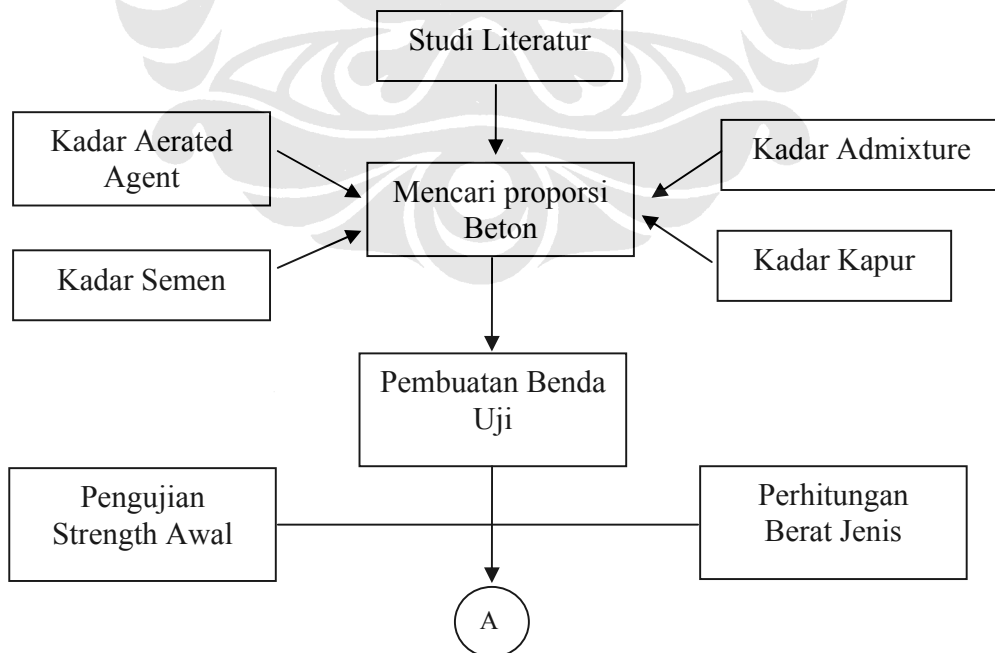 Studi Literatur
Kadar Aerated
Agent
Kadar Admixture
Mencari proporsi
Beton
Kadar Semen
Kadar Kapur
Pembuatan Benda
Uji
Pengujian
Strength Awal
Perhitungan
Berat Jenis
A